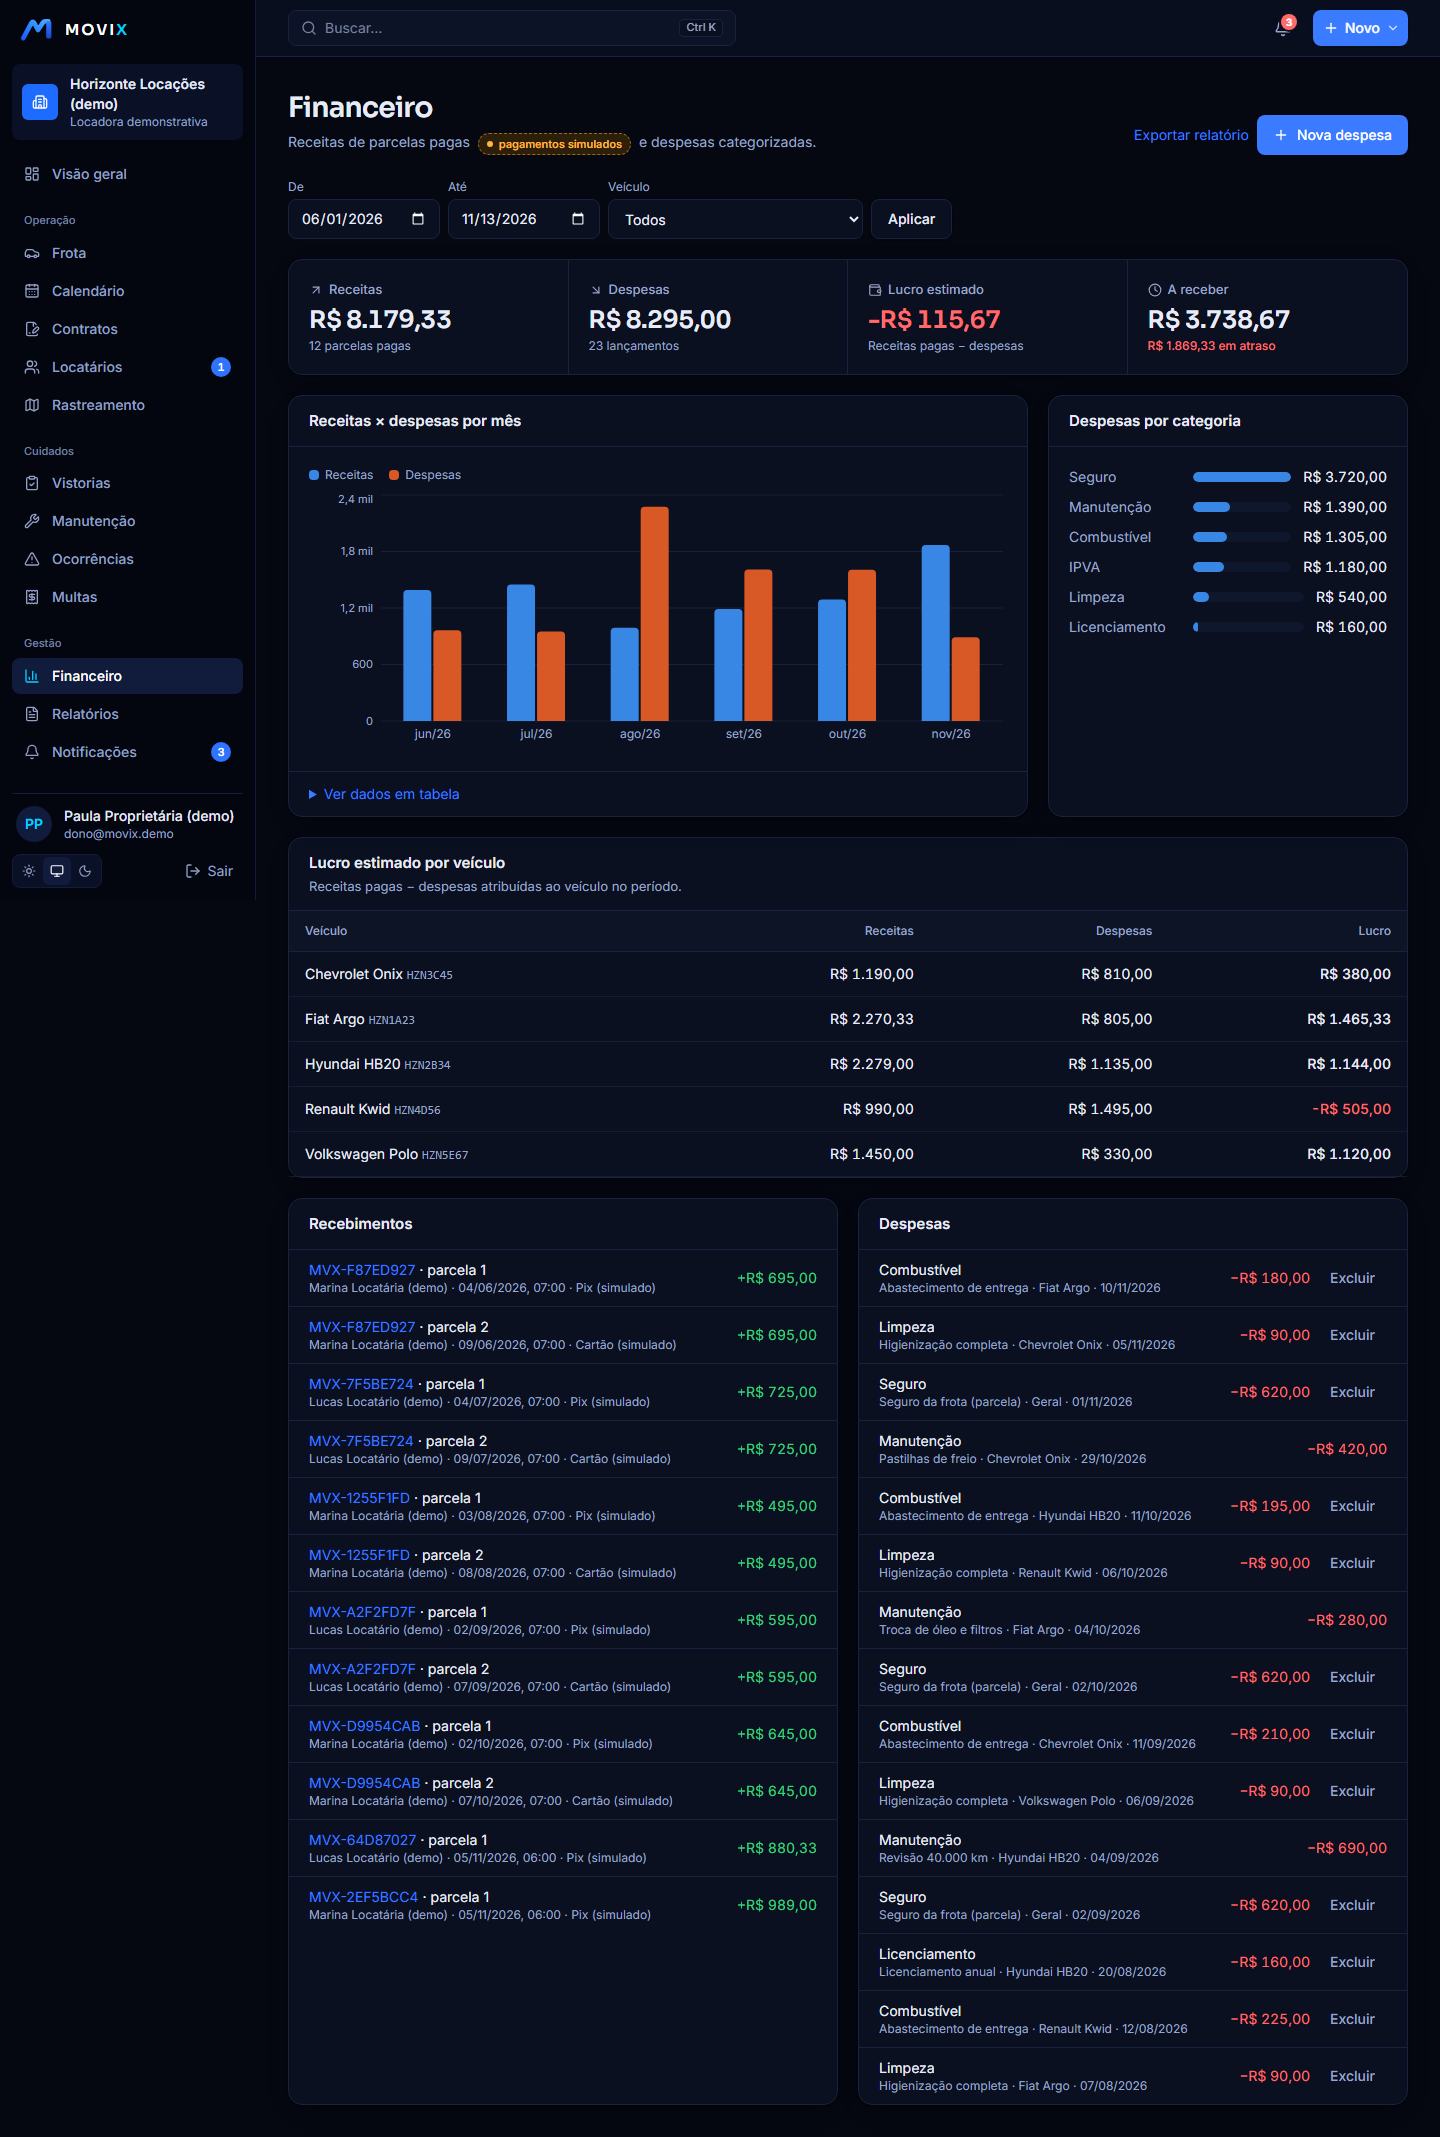 MOVIX
Horizonte Locações
(demo)
Locadora demonstrativa
Visão geral
Operação
Frota
Calendário
Contratos
Locatários 1
Rastreamento
Cuidados
Vistorias
Manutenção
Ocorrências
Multas
Gestão
Financeiro
Relatórios
Notificações 3
PP
Paula Proprietária (demo)
dono@movix.demo
Sair
Buscar...
Ctrl K
3
Novo
Financeiro
Receitas de parcelas pagas pagamentos simulados e despesas categorizadas.
Exportar relatório
Nova despesa
De Até Veículo
06/01/2026 11/13/2026 Todos Aplicar
Receitas
R$ 8.179,33
12 parcelas pagas
Despesas
R$ 8.295,00
23 lançamentos
Lucro estimado
-R$ 115,67
Receitas pagas − despesas
A receber
R$ 3.738,67
R$ 1.869,33 em atraso
Receitas × despesas por mês
Receitas Despesas
2,4 mil
1,8 mil
1,2 mil
600
0
jun/26 jul/26 ago/26 set/26 out/26 nov/26
Ver dados em tabela
Despesas por categoria
Seguro R$ 3.720,00
Manutenção R$ 1.390,00
Combustível R$ 1.305,00
IPVA R$ 1.180,00
Limpeza R$ 540,00
Licenciamento R$ 160,00
Lucro estimado por veículo
Receitas pagas − despesas atribuídas ao veículo no período.
Veículo Receitas Despesas Lucro
Chevrolet Onix HZN3C45 R$ 1.190,00 R$ 810,00 R$ 380,00
Fiat Argo HZN1A23 R$ 2.270,33 R$ 805,00 R$ 1.465,33
Hyundai HB20 HZN2B34 R$ 2.279,00 R$ 1.135,00 R$ 1.144,00
Renault Kwid HZN4D56 R$ 990,00 R$ 1.495,00 -R$ 505,00
Volkswagen Polo HZN5E67 R$ 1.450,00 R$ 330,00 R$ 1.120,00
Recebimentos
MVX-F87ED927 · parcela 1
Marina Locatária (demo) · 04/06/2026, 07:00 · Pix (simulado)
+R$ 695,00
MVX-F87ED927 · parcela 2
Marina Locatária (demo) · 09/06/2026, 07:00 · Cartão (simulado)
+R$ 695,00
MVX-7F5BE724 · parcela 1
Lucas Locatário (demo) · 04/07/2026, 07:00 · Pix (simulado)
+R$ 725,00
MVX-7F5BE724 · parcela 2
Lucas Locatário (demo) · 09/07/2026, 07:00 · Cartão (simulado)
+R$ 725,00
MVX-1255F1FD · parcela 1
Marina Locatária (demo) · 03/08/2026, 07:00 · Pix (simulado)
+R$ 495,00
MVX-1255F1FD · parcela 2
Marina Locatária (demo) · 08/08/2026, 07:00 · Cartão (simulado)
+R$ 495,00
MVX-A2F2FD7F · parcela 1
Lucas Locatário (demo) · 02/09/2026, 07:00 · Pix (simulado)
+R$ 595,00
MVX-A2F2FD7F · parcela 2
Lucas Locatário (demo) · 07/09/2026, 07:00 · Cartão (simulado)
+R$ 595,00
MVX-D9954CAB · parcela 1
Marina Locatária (demo) · 02/10/2026, 07:00 · Pix (simulado)
+R$ 645,00
MVX-D9954CAB · parcela 2
Marina Locatária (demo) · 07/10/2026, 07:00 · Cartão (simulado)
+R$ 645,00
MVX-64D87027 · parcela 1
Lucas Locatário (demo) · 05/11/2026, 06:00 · Pix (simulado)
+R$ 880,33
MVX-2EF5BCC4 · parcela 1
Marina Locatária (demo) · 05/11/2026, 06:00 · Pix (simulado)
+R$ 989,00
Despesas
Combustível
Abastecimento de entrega · Fiat Argo · 10/11/2026
−R$ 180,00 Excluir
Limpeza
Higienização completa · Chevrolet Onix · 05/11/2026
−R$ 90,00 Excluir
Seguro
Seguro da frota (parcela) · Geral · 01/11/2026
−R$ 620,00 Excluir
Manutenção
Pastilhas de freio · Chevrolet Onix · 29/10/2026
−R$ 420,00
Combustível
Abastecimento de entrega · Hyundai HB20 · 11/10/2026
−R$ 195,00 Excluir
Limpeza
Higienização completa · Renault Kwid · 06/10/2026
−R$ 90,00 Excluir
Manutenção
Troca de óleo e filtros · Fiat Argo · 04/10/2026
−R$ 280,00
Seguro
Seguro da frota (parcela) · Geral · 02/10/2026
−R$ 620,00 Excluir
Combustível
Abastecimento de entrega · Chevrolet Onix · 11/09/2026
−R$ 210,00 Excluir
Limpeza
Higienização completa · Volkswagen Polo · 06/09/2026
−R$ 90,00 Excluir
Manutenção
Revisão 40.000 km · Hyundai HB20 · 04/09/2026
−R$ 690,00
Seguro
Seguro da frota (parcela) · Geral · 02/09/2026
−R$ 620,00 Excluir
Licenciamento
Licenciamento anual · Hyundai HB20 · 20/08/2026
−R$ 160,00 Excluir
Combustível
Abastecimento de entrega · Renault Kwid · 12/08/2026
−R$ 225,00 Excluir
Limpeza
Higienização completa · Fiat Argo · 07/08/2026
−R$ 90,00 Excluir